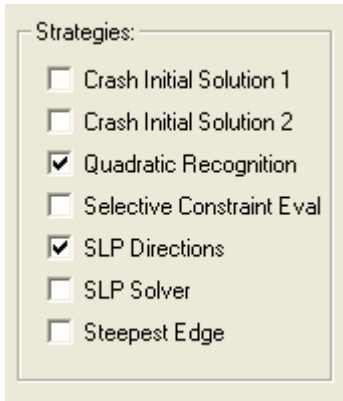 Strategies:
Crash Initial Solution 1
Crash Initial Solution 2
Quadratic Recognition
Selective Constraint Eval
SLP Directions
SLP Solver
Steepest Edge